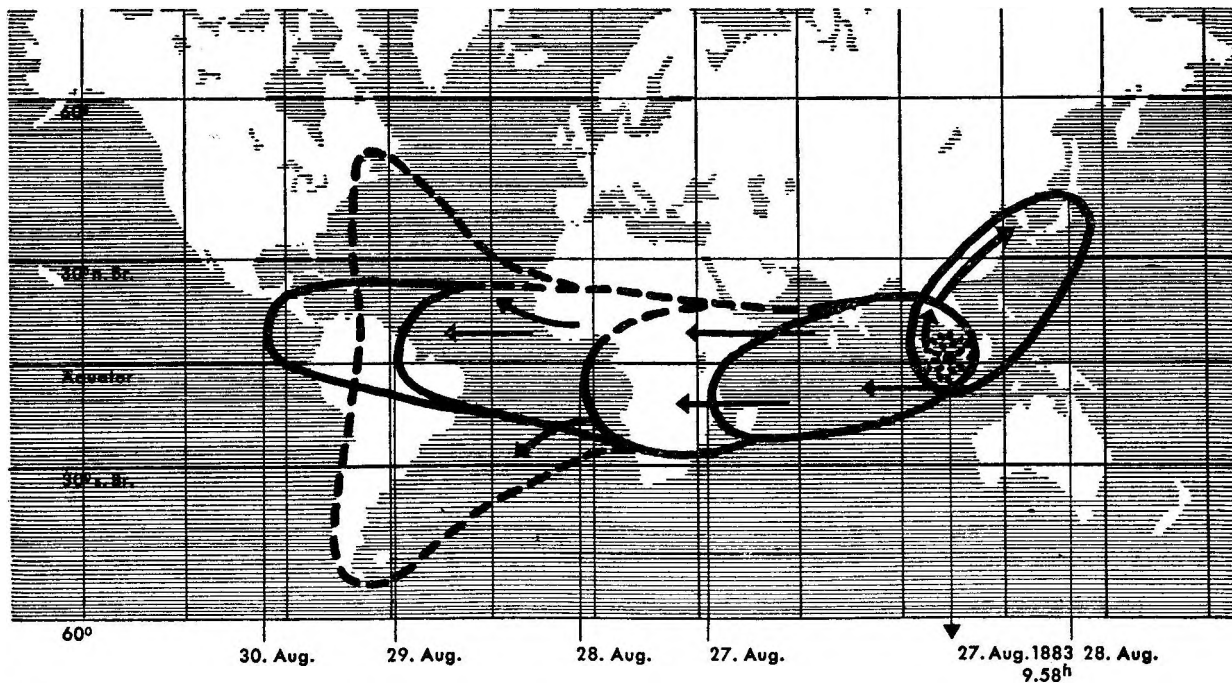 60°
30°n. Br.
Äquator
30°s. Br.
60°
30. Aug.
29. Aug.
28. Aug.
27. Aug.
27. Aug. 1883
28. Aug.
9.58h